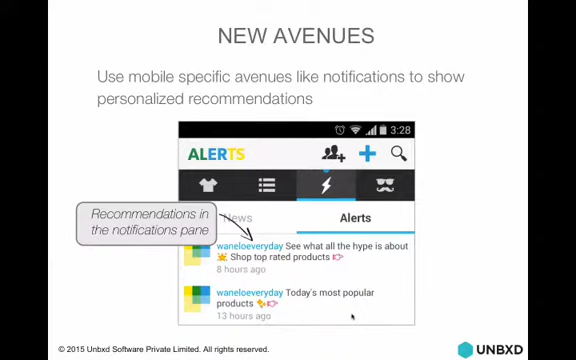 NEW AVENUES
Use mobile specific avenues like notifications to show
personalized recommendations
3:28
ALERTS
Recommendations in
the notifications pane
News
Alerts
waneloeveryday See what all the hype is about
Shop top rated products
8 hours ago
waneloeveryday Today's most popular
products
13 hours ago
© 2015 Unbxd Software Private Limited. All rights reserved.
UNBXD